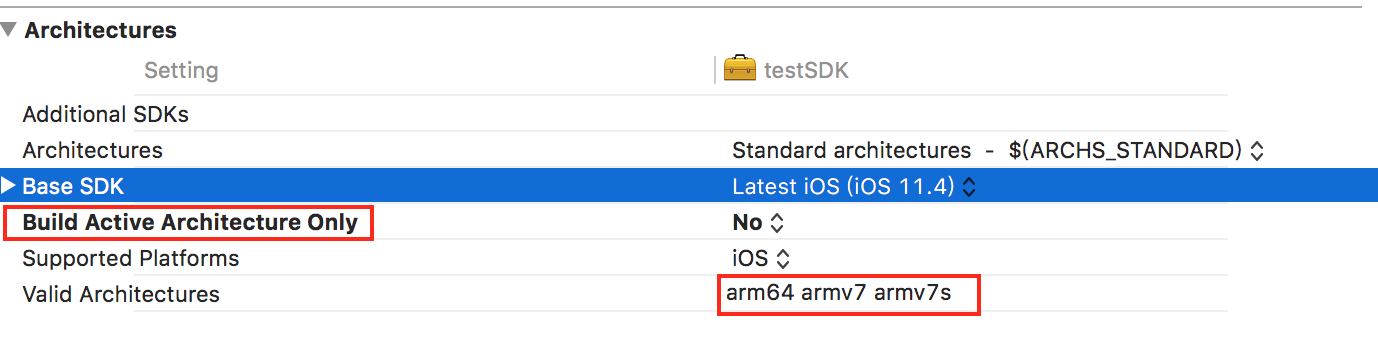 Architectures
Setting testSDK
Additional SDKs
Architectures Standard architectures - $(ARCHS_STANDARD)
Base SDK Latest iOS (iOS 11.4)
Build Active Architecture Only No
Supported Platforms iOS
Valid Architectures arm64 armv7 armv7s